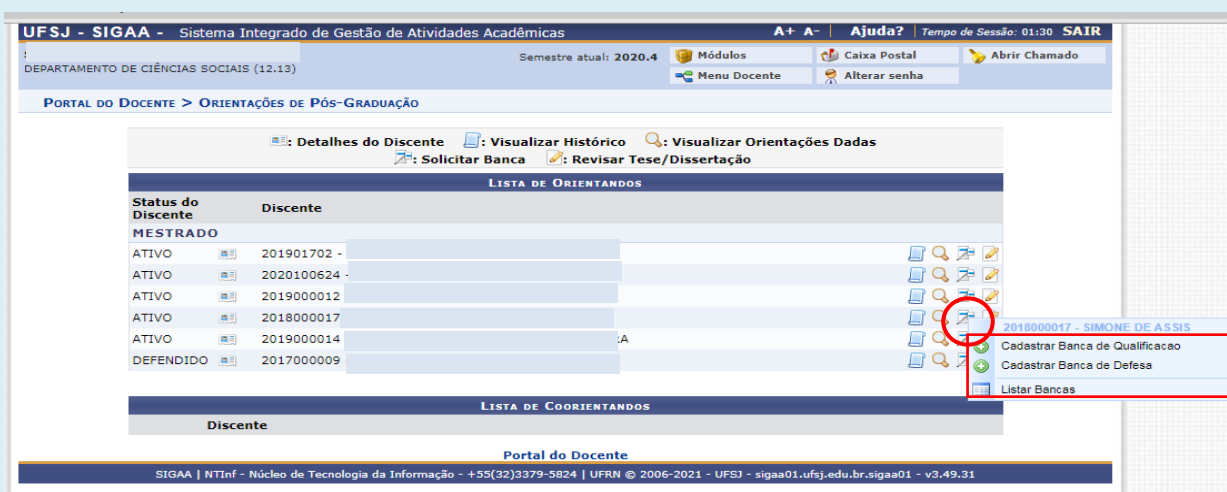 UFSJ - SIGAA - Sistema Integrado de Gestão de Atividades Acadêmicas A+ A- Ajuda? Tempo de Sessão: 01:30 SAIR
Semestre atual: 2020.4 Módulos Caixa Postal Abrir Chamado
DEPARTAMENTO DE CIÊNCIAS SOCIAIS (12.13)
Menu Docente Alterar senha
PORTAL DO DOCENTE > ORIENTAÇÕES DE PÓS-GRADUAÇÃO
: Detalhes do Discente : Visualizar Histórico : Visualizar Orientações Dadas
: Solicitar Banca : Revisar Tese/Dissertação
LISTA DE ORIENTANDOS
Status do Discente Discente
MESTRADO
ATIVO 201901702 -
ATIVO 2020100624 -
ATIVO 2019000012
ATIVO 2018000017
2018000017 - SIMONE DE ASSIS
ATIVO 2019000014 RA
Cadastrar Banca de Qualificacao
DEFENDIDO 2017000009
Cadastrar Banca de Defesa
Listar Bancas
LISTA DE COORIENTANDOS
Discente
Portal do Docente
SIGAA | NTInf - Núcleo de Tecnologia da Informação - +55(32)3379-5824 | UFRN © 2006-2021 - UFSJ - sigaa01.ufsj.edu.br.sigaa01 - v3.49.31